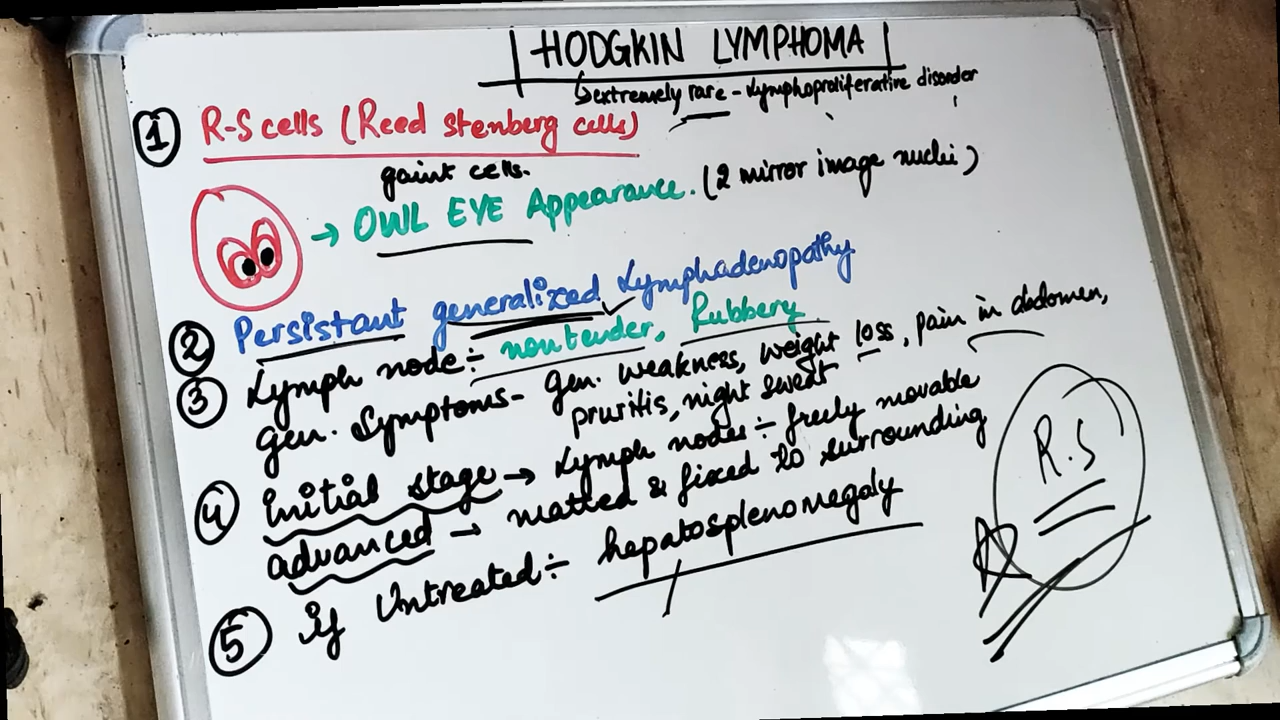 HODGKIN LYMPHOMA
↳extremely rare - Lymphoproliferative disorder
① R-S cells (Reed stenberg cells)
gaint cells.
→ OWL EYE Appearance. (2 mirror image nuclei)
② Persistant generalized Lymphadenopathy
③ Lymph node:- nontender, Rubbery
Gen. Symptoms- Gen. weakness, weight loss, pain in abdomen,
pruritis, night sweat
④ Initial stage → Lymph nodes:- freely movable
advanced → matted & fixed to surrounding
⑤ if Untreated:- hepatosplenomegaly
R.S